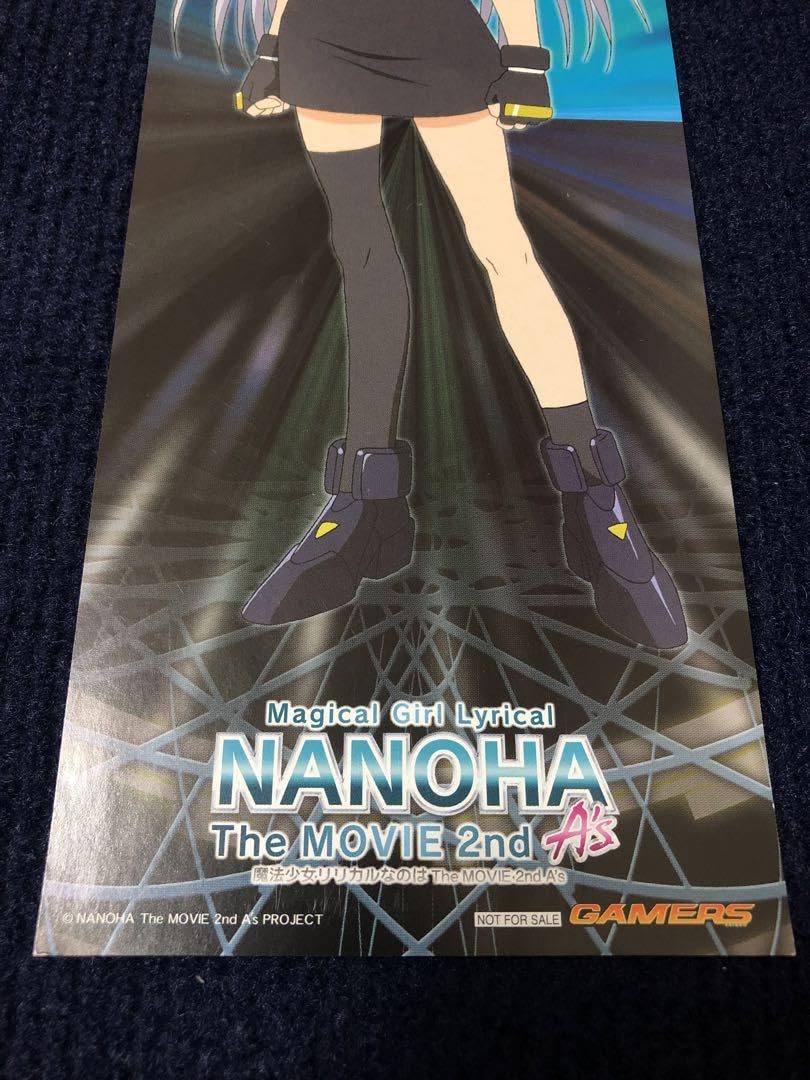 Magical Girl Lyrical
NANOHA
The MOVIE 2nd A's
魔法少女リリカルなのは The MOVIE 2nd A's
© NANOHA The MOVIE 2nd A's PROJECT
NOT FOR SALE GAMERS